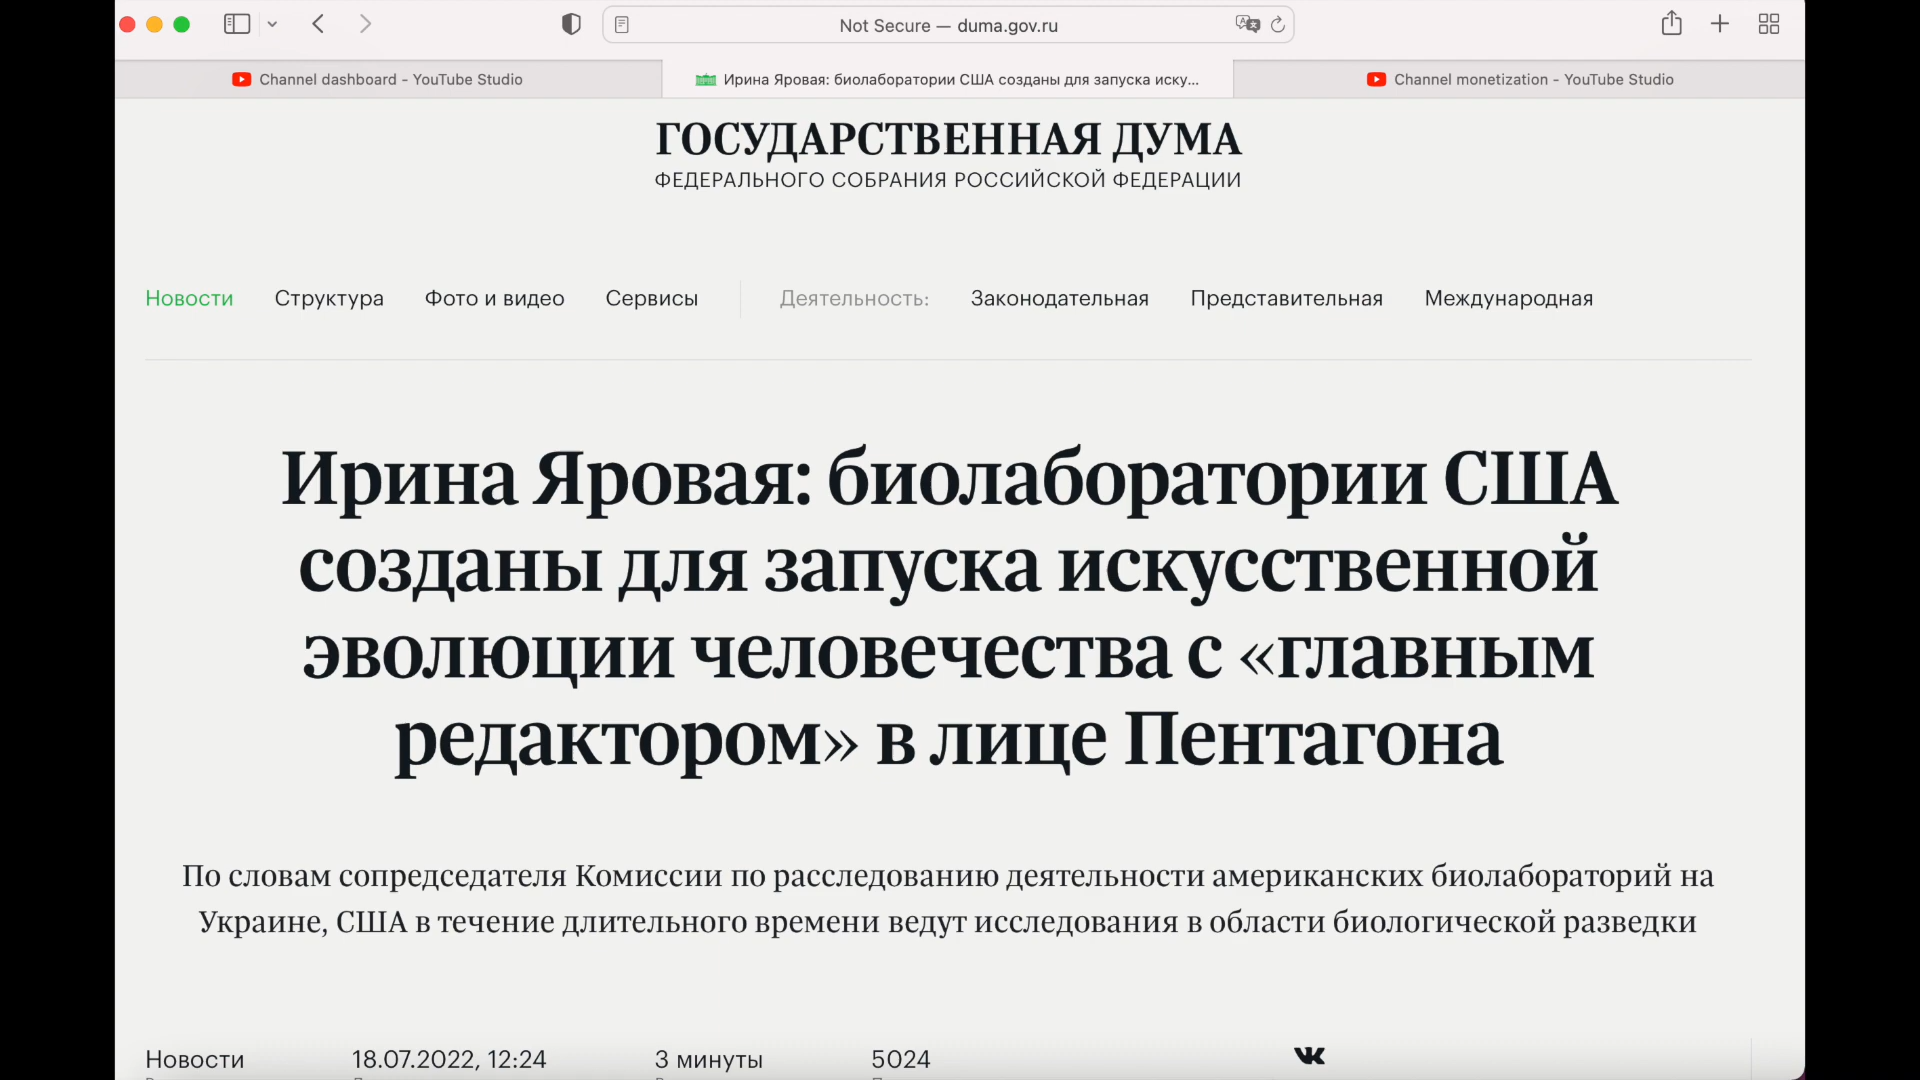 Not Secure — duma.gov.ru
Channel dashboard - YouTube Studio
Ирина Яровая: биолаборатории США созданы для запуска иску...
Channel monetization - YouTube Studio
ГОСУДАРСТВЕННАЯ ДУМА
ФЕДЕРАЛЬНОГО СОБРАНИЯ РОССИЙСКОЙ ФЕДЕРАЦИИ
Новости Структура Фото и видео Сервисы Деятельность: Законодательная Представительная Международная
Ирина Яровая: биолаборатории США
созданы для запуска искусственной
эволюции человечества с «главным
редактором» в лице Пентагона
По словам сопредседателя Комиссии по расследованию деятельности американских биолабораторий на
Украине, США в течение длительного времени ведут исследования в области биологической разведки
Новости 18.07.2022, 12:24 3 минуты 5024